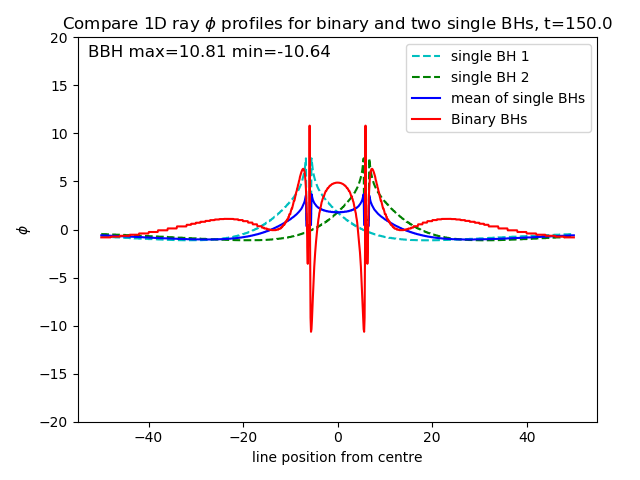 Compare 1D ray ϕ profiles for binary and two single BHs, t=150.0
BBH max=10.81 min=-10.64
single BH 1
single BH 2
mean of single BHs
Binary BHs
20
15
10
5
0
−5
−10
−15
−20
ϕ
−40 −20 0 20 40
line position from centre